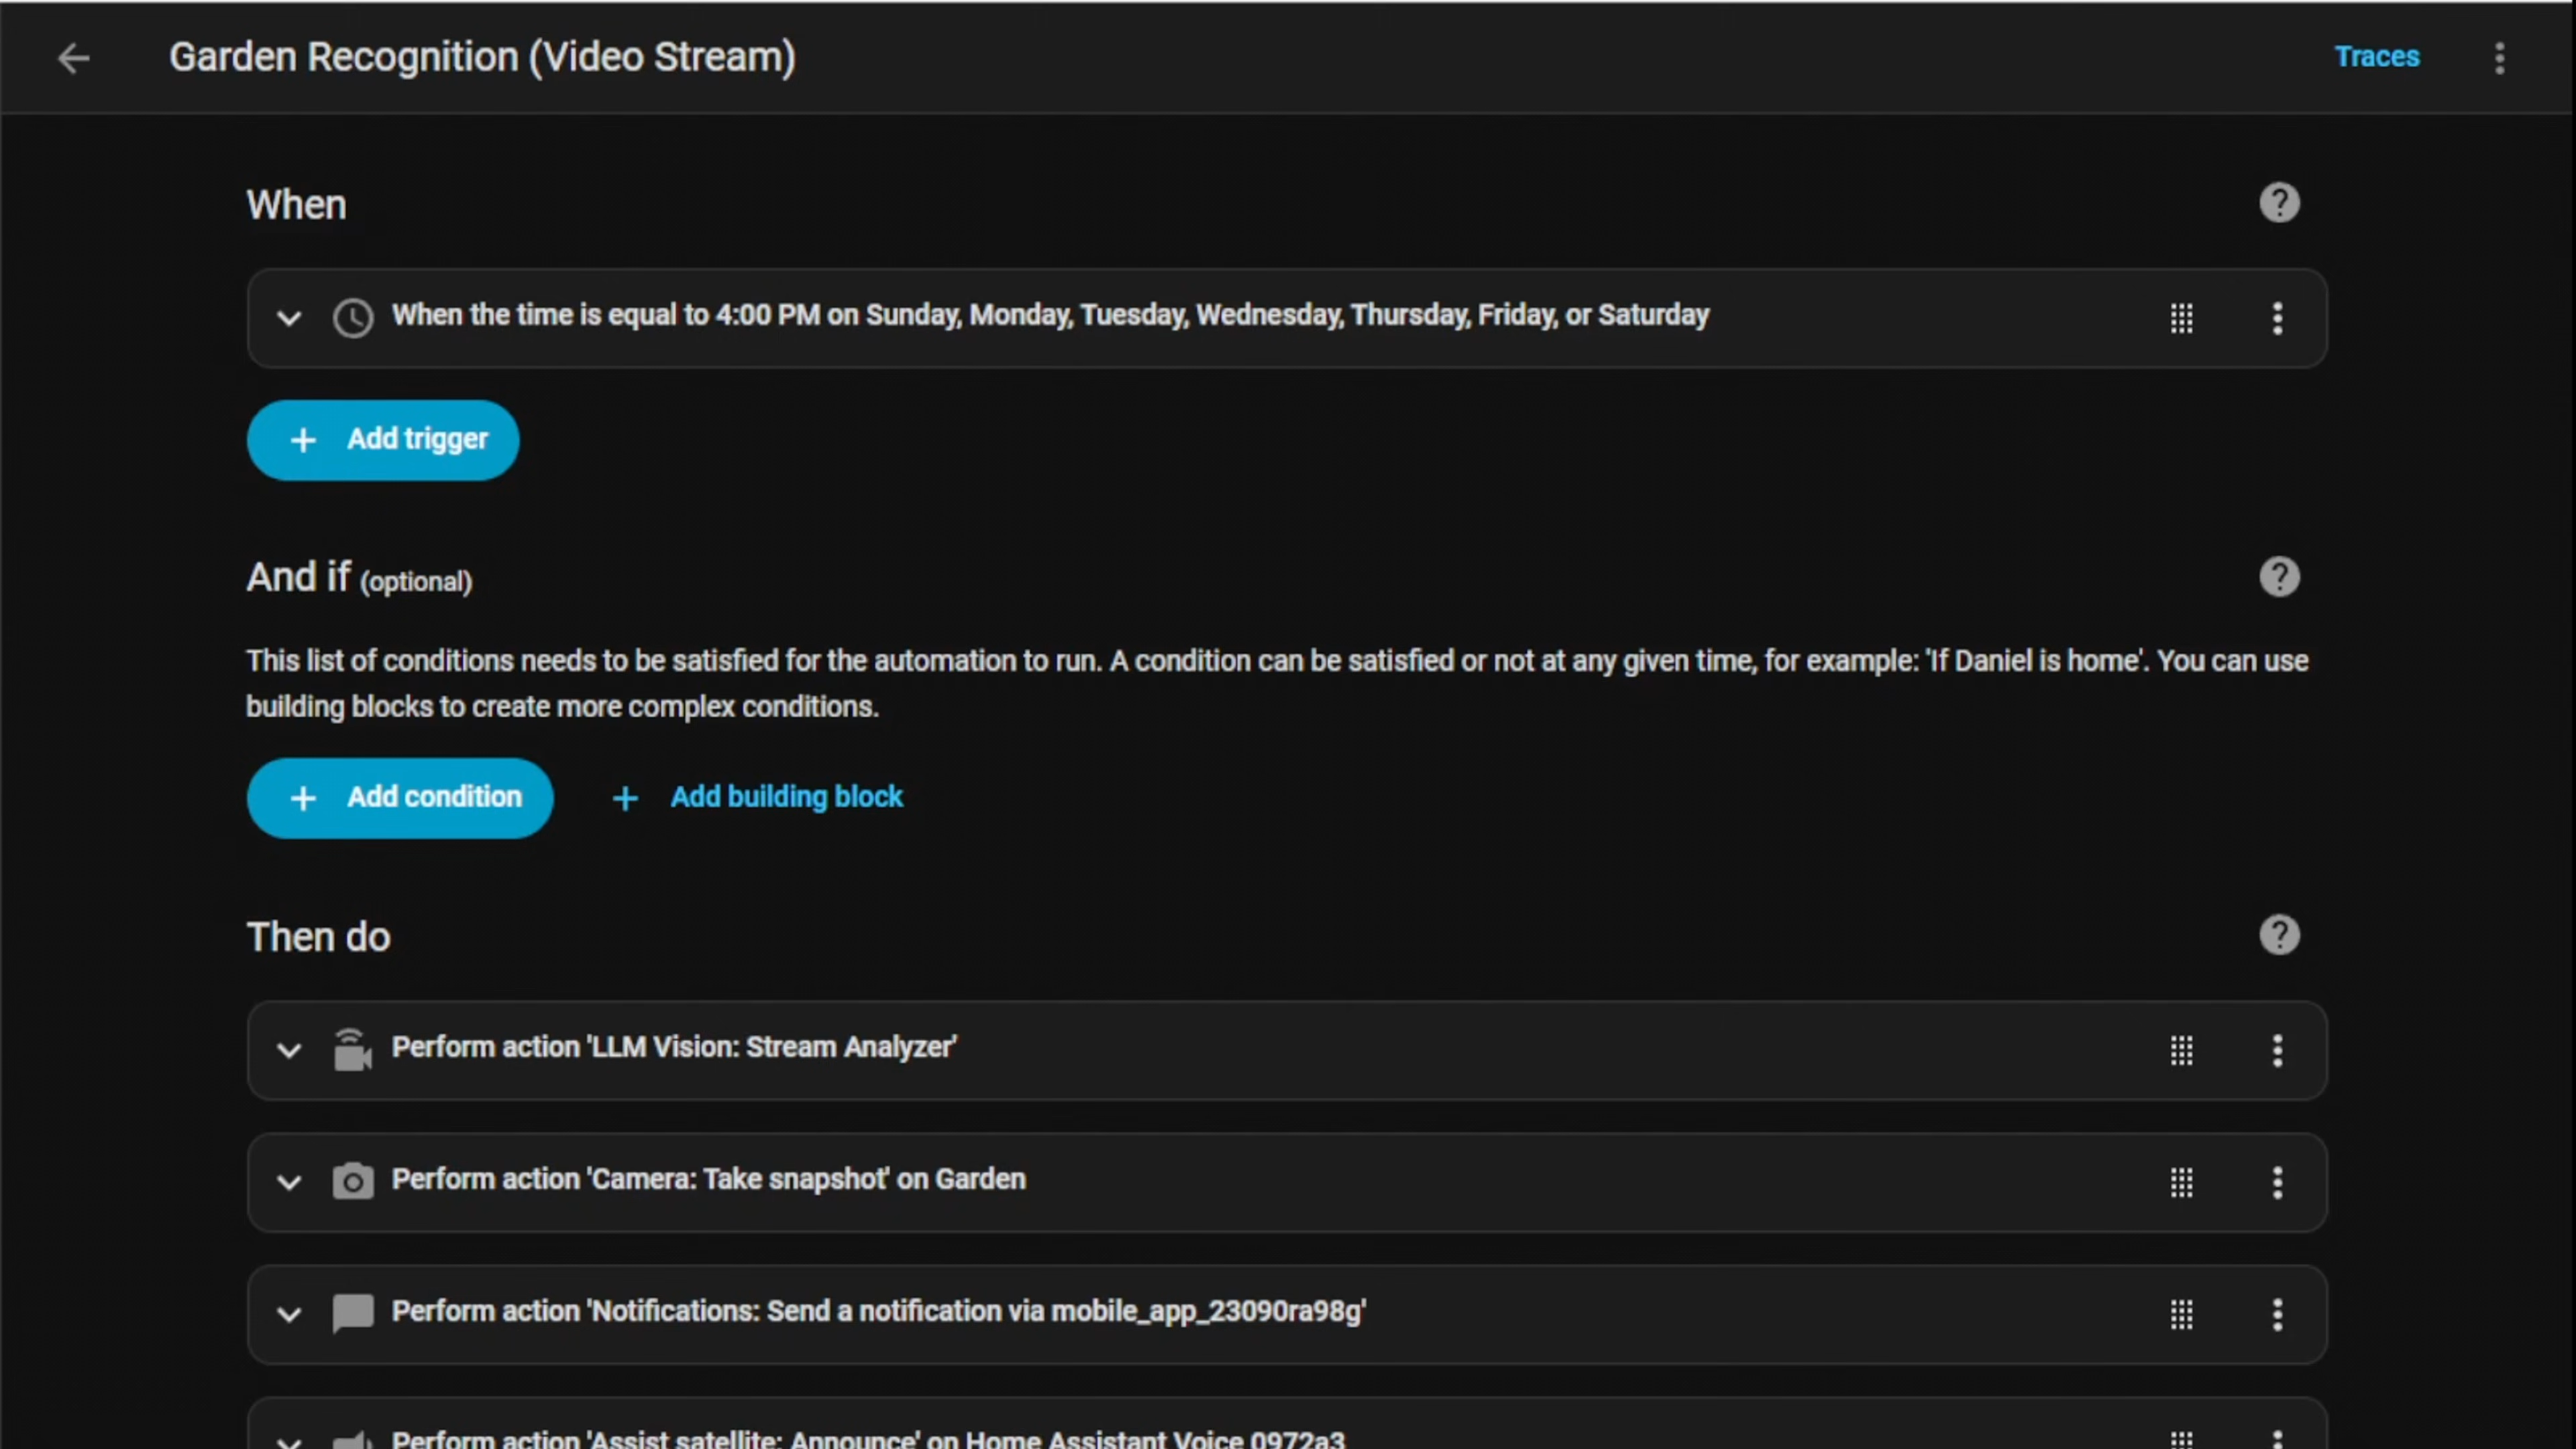 Garden Recognition (Video Stream)
Traces
When
When the time is equal to 4:00 PM on Sunday, Monday, Tuesday, Wednesday, Thursday, Friday, or Saturday
+ Add trigger
And if (optional)
This list of conditions needs to be satisfied for the automation to run. A condition can be satisfied or not at any given time, for example: 'If Daniel is home'. You can use
building blocks to create more complex conditions.
+ Add condition
+ Add building block
Then do
Perform action 'LLM Vision: Stream Analyzer'
Perform action 'Camera: Take snapshot' on Garden
Perform action 'Notifications: Send a notification via mobile_app_23090ra98g'
Perform action 'Assist satellite: Announce' on Home Assistant Voice 0972a3